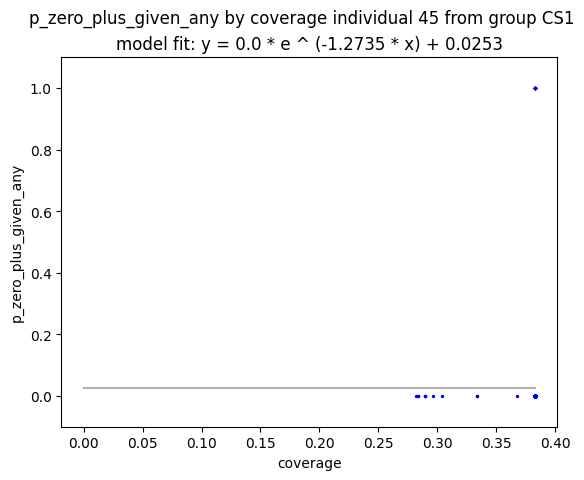 p_zero_plus_given_any by coverage individual 45 from group CS1
model fit: y = 0.0 * e ^ (-1.2735 * x) + 0.0253
1.0
0.8
0.6
0.4
0.2
0.0
p_zero_plus_given_any
0.00 0.05 0.10 0.15 0.20 0.25 0.30 0.35 0.40
coverage